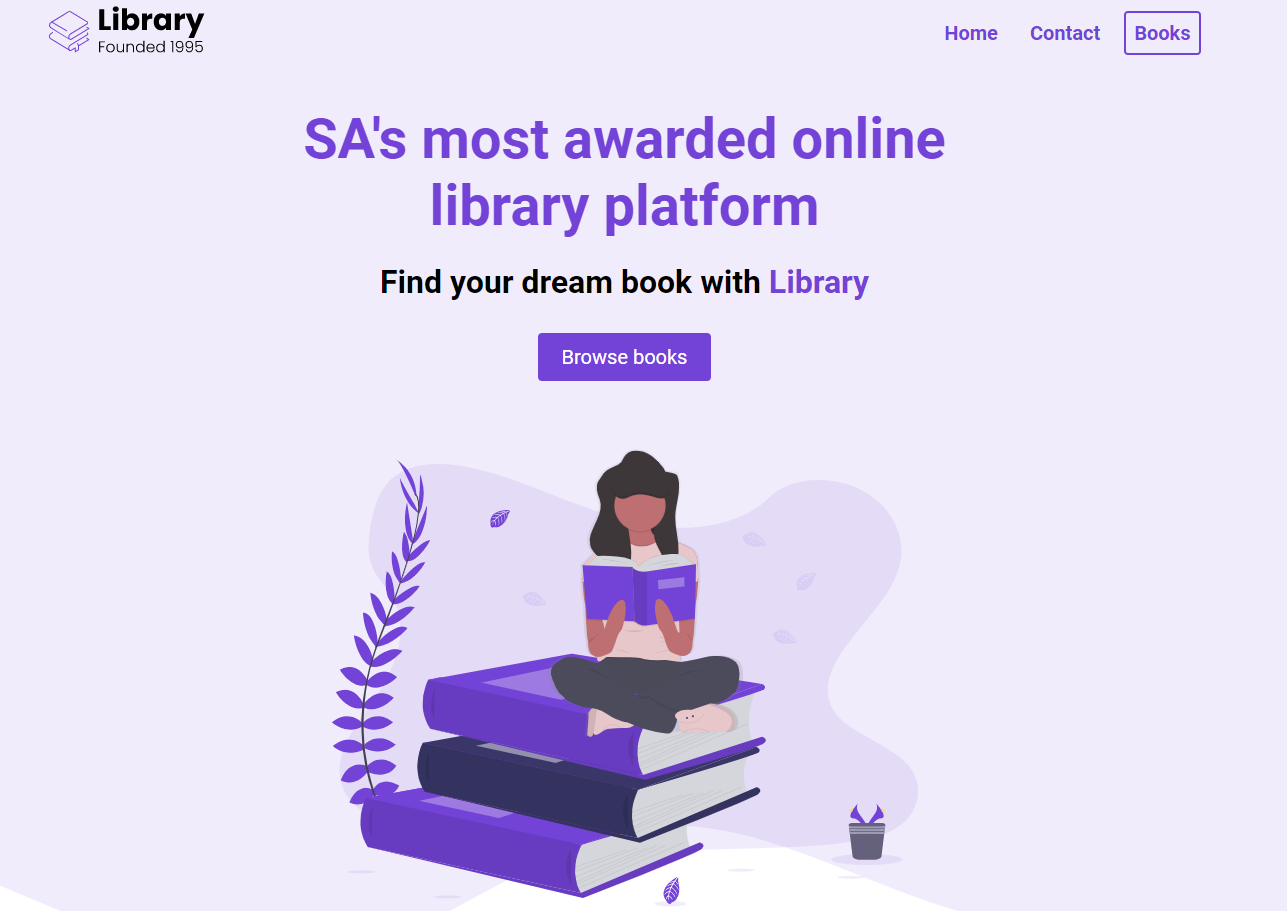 Library
Founded 1995
Home
Contact
Books
SA's most awarded online
library platform
Find your dream book with Library
Browse books